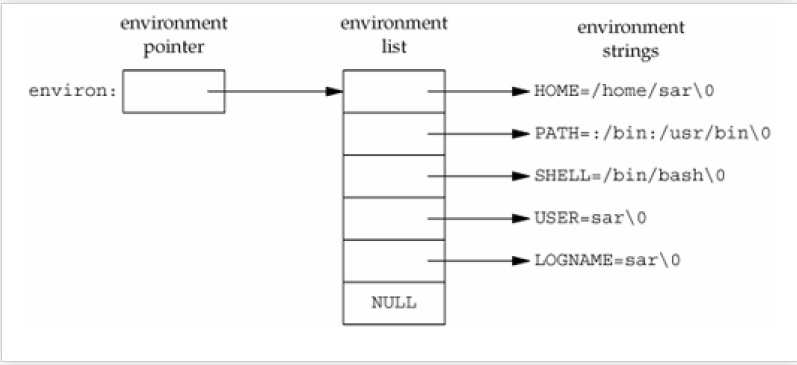 environment
pointer
environment
list
environment
strings
environ:
HOME=/home/sar\0
PATH=:/bin:/usr/bin\0
SHELL=/bin/bash\0
USER=sar\0
LOGNAME=sar\0
NULL